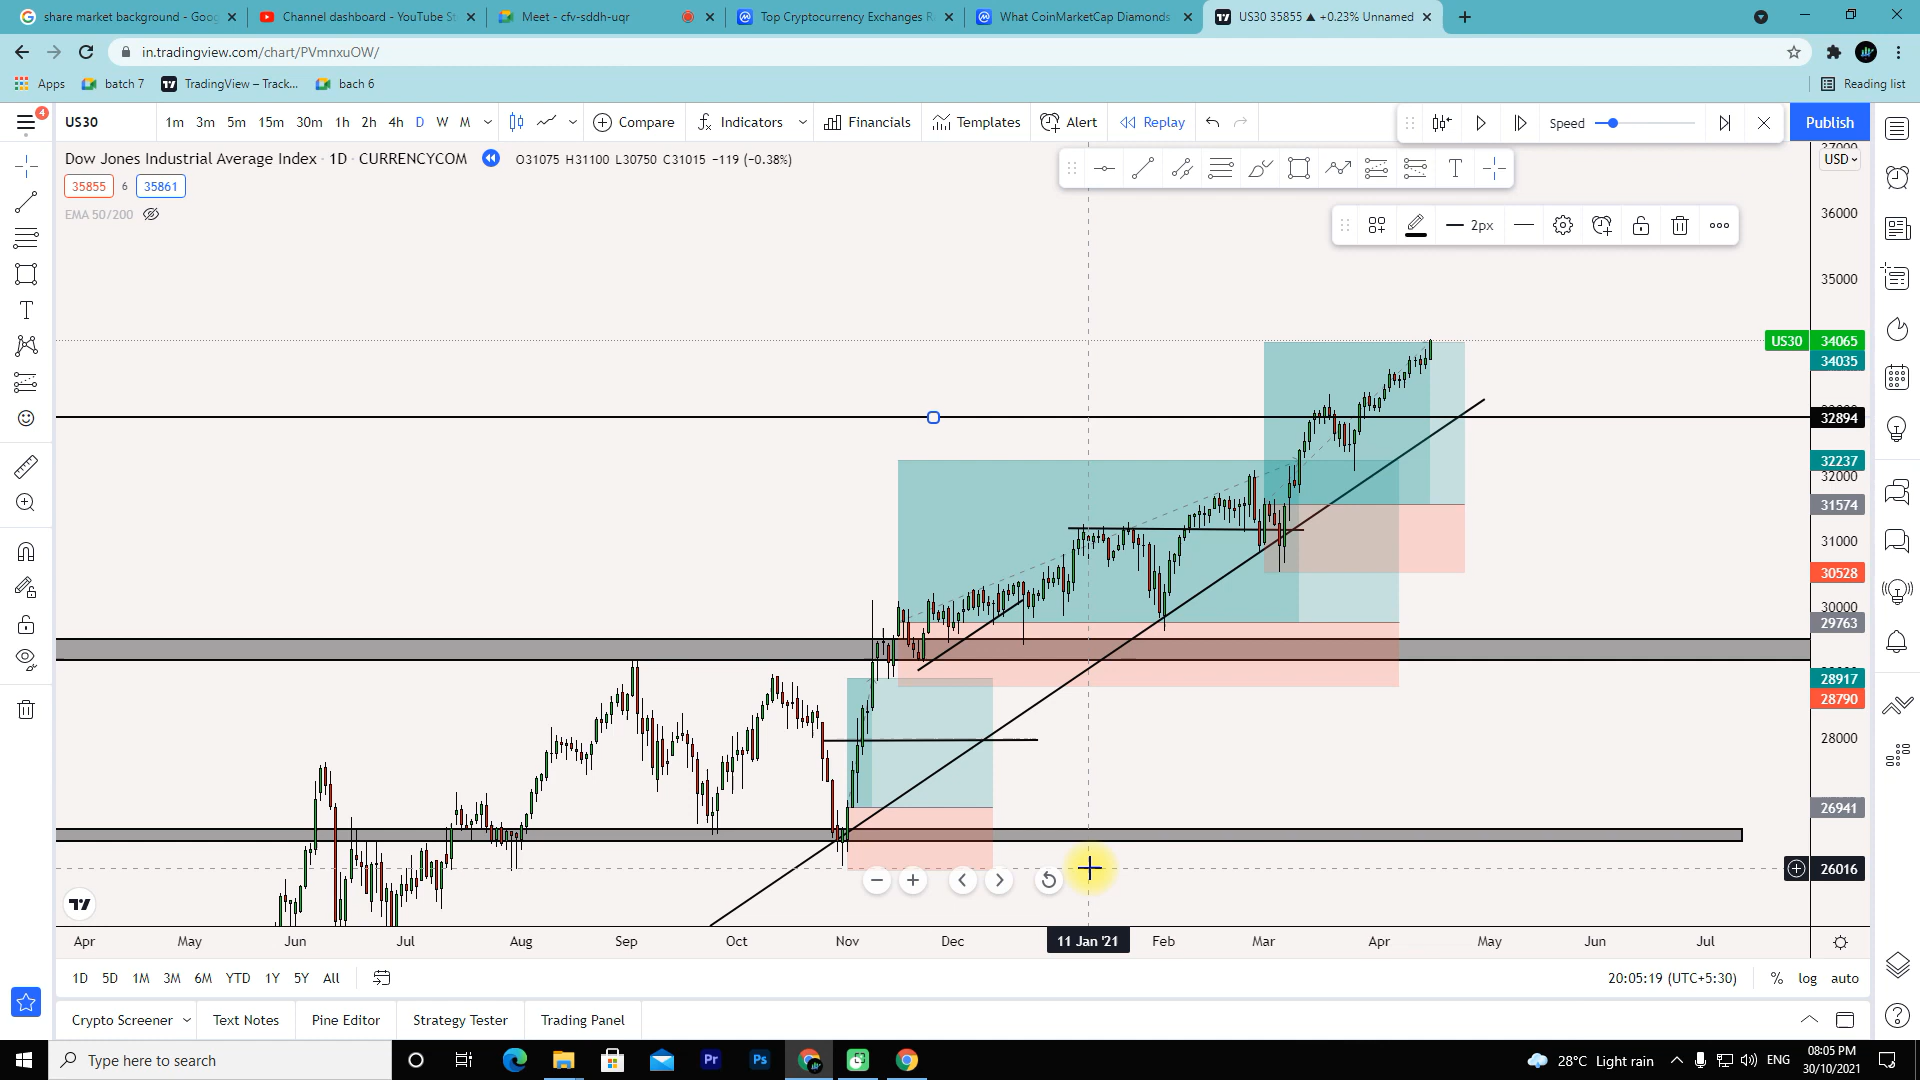 share market background - Goog
Channel dashboard - YouTube St
Meet - cfv-sddh-uqr
Top Cryptocurrency Exchanges R
What CoinMarketCap Diamonds
US30 35855 ▲ +0.23% Unnamed
in.tradingview.com/chart/PVmnxuOW/
Apps
batch 7
TradingView – Track...
bach 6
Reading list
4
US30
1m 3m 5m 15m 30m 1h 2h 4h D W M
Compare
Indicators
Financials
Templates
Alert
Replay
Speed
Publish
Dow Jones Industrial Average Index · 1D · CURRENCYCOM
O31075 H31100 L30750 C31015 −119 (−0.38%)
USD
35855 6 35861
EMA 50/200
2px
36000
35000
US30 34065
34035
32894
32237
32000
31574
31000
30528
30000
29763
28917
28790
28000
26941
26016
Apr May Jun Jul Aug Sep Oct Nov Dec 11 Jan '21 Feb Mar Apr May Jun Jul
1D 5D 1M 3M 6M YTD 1Y 5Y All
20:05:19 (UTC+5:30)
% log auto
Crypto Screener
Text Notes
Pine Editor
Strategy Tester
Trading Panel
Type here to search
Pr
Ps
28°C Light rain
ENG
08:05 PM
30/10/2021